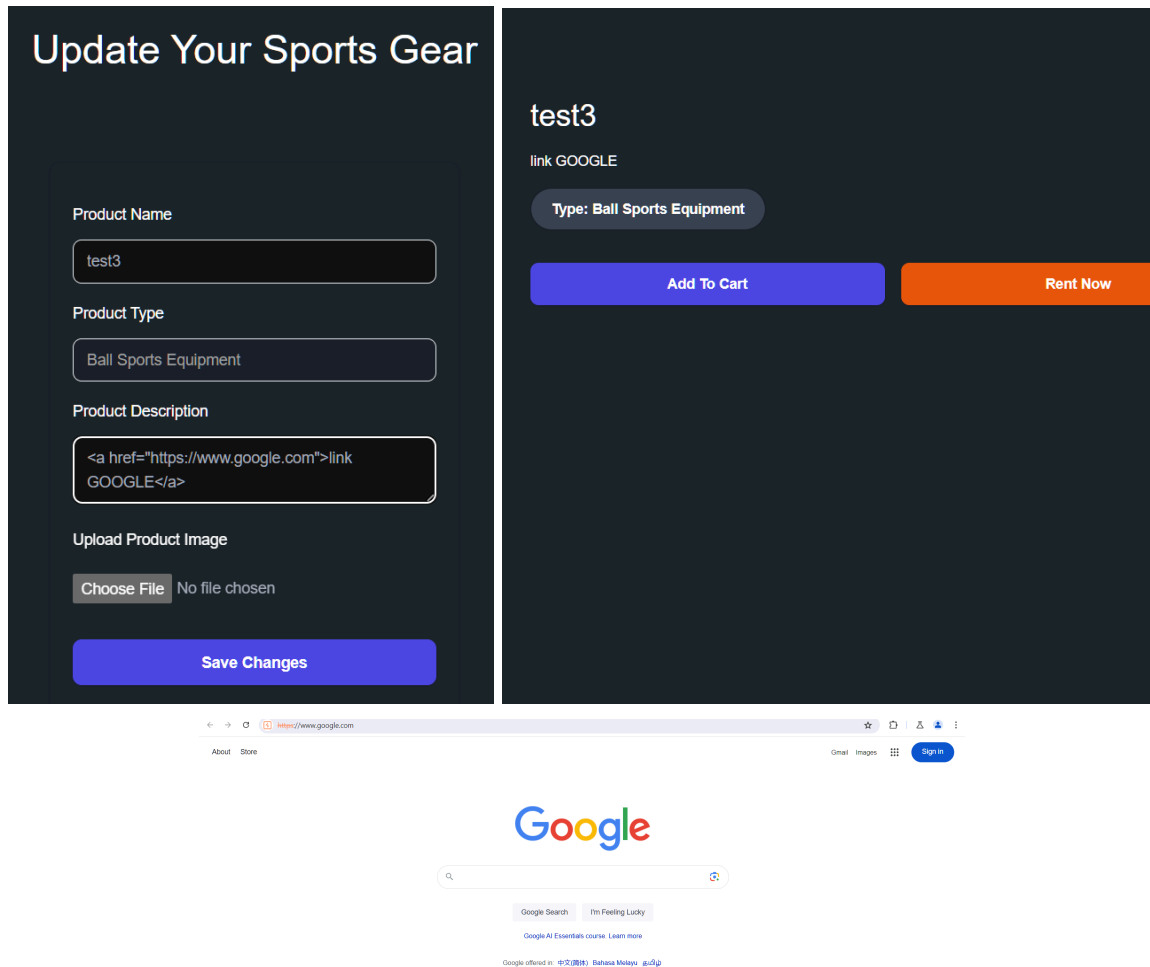 Update Your Sports Gear
Product Name
test3
Product Type
Ball Sports Equipment
Product Description
<a href="https://www.google.com">link
GOOGLE</a>
Upload Product Image
Choose File No file chosen
Save Changes
test3
link GOOGLE
Type: Ball Sports Equipment
Add To Cart
Rent Now
https://www.google.com
About Store
Gmail Images
Sign in
Google
Google Search I'm Feeling Lucky
Google AI Essentials course. Learn more
Google offered in: 中文(简体) Bahasa Melayu தமிழ்